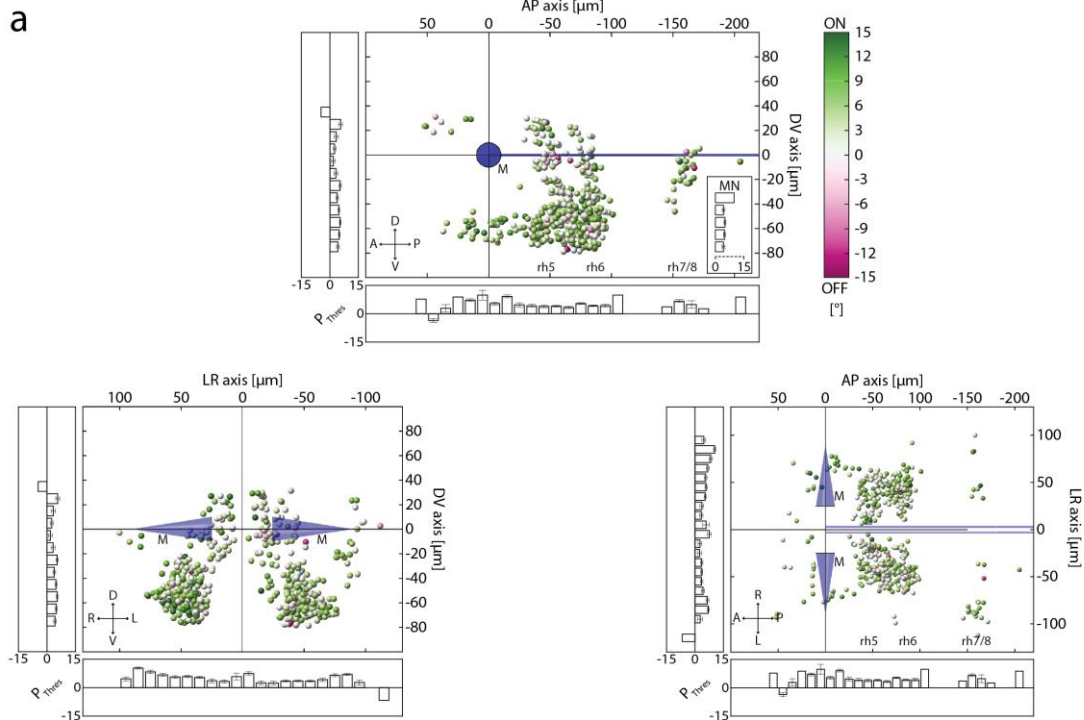 a
AP axis [µm]
50 0 -50 -100 -150 -200
80
60
40
20
0
-20
-40
-60
-80
DV axis [µm]
M
MN
0 15
D
A P
V
rh5 rh6 rh7/8
-15 0 15
P Thres
15
0
-15
ON
15
12
9
6
3
0
-3
-6
-9
-12
-15
OFF
[°]
LR axis [µm]
100 50 0 -50 -100
80
60
40
20
0
-20
-40
-60
-80
DV axis [µm]
M M
D
R L
V
-15 0 15
P Thres
15
0
-15
AP axis [µm]
50 0 -50 -100 -150 -200
100
50
0
-50
-100
LR axis [µm]
M
M
R
A P
L
rh5 rh6 rh7/8
-15 0 15
P Thres
15
0
-15